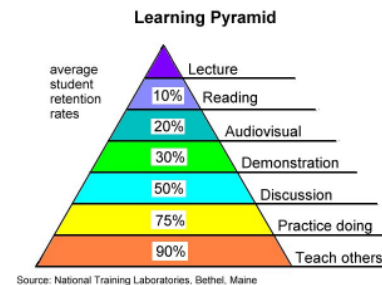 Learning Pyramid
average
student
retention
rates
Lecture
10% Reading
20% Audiovisual
30% Demonstration
50% Discussion
75% Practice doing
90% Teach others
Source: National Training Laboratories, Bethel, Maine